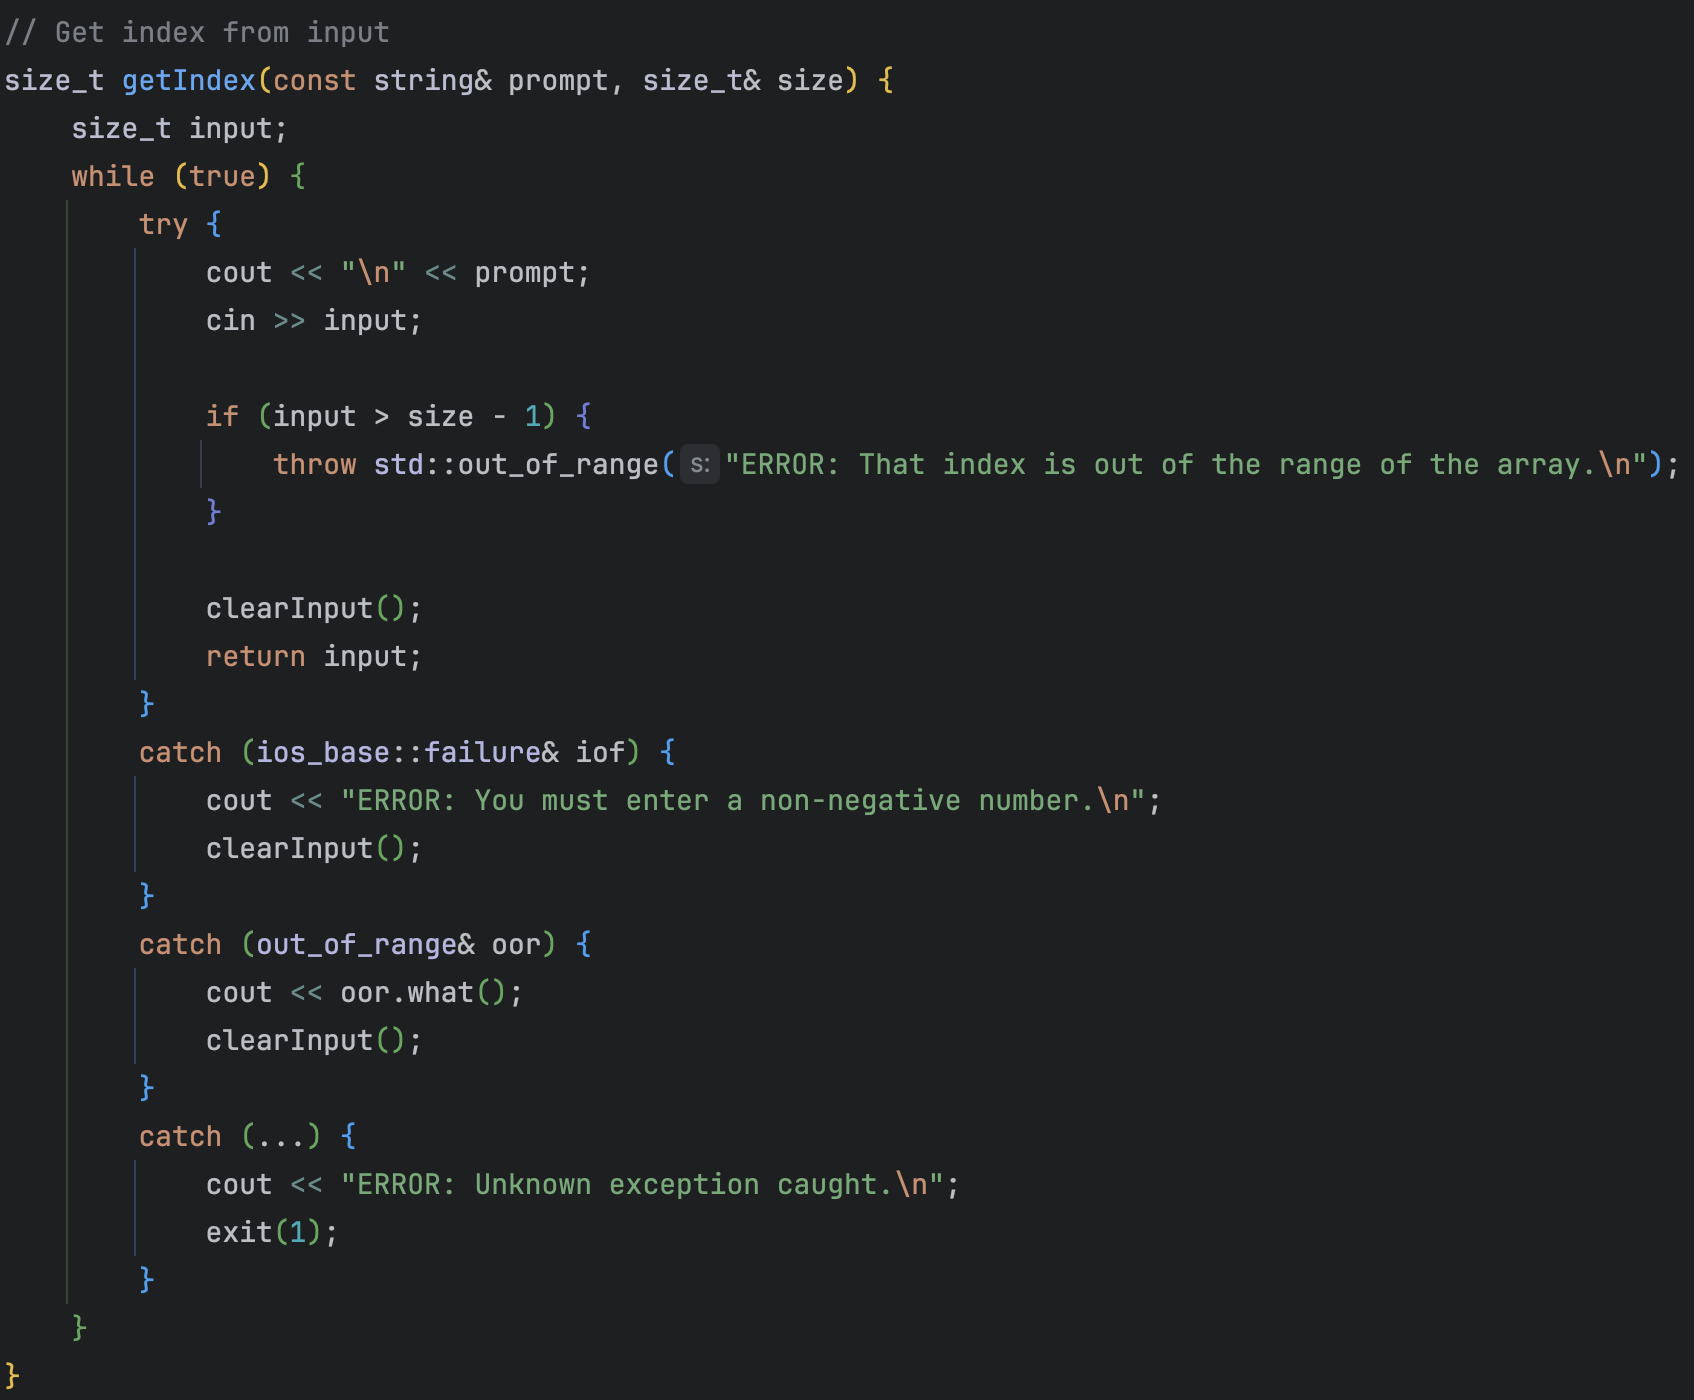 // Get index from input
size_t getIndex(const string& prompt, size_t& size) {
    size_t input;
    while (true) {
        try {
            cout << "\n" << prompt;
            cin >> input;

            if (input > size - 1) {
                throw std::out_of_range( s: "ERROR: That index is out of the range of the array.\n");
            }

            clearInput();
            return input;
        }
        catch (ios_base::failure& iof) {
            cout << "ERROR: You must enter a non-negative number.\n";
            clearInput();
        }
        catch (out_of_range& oor) {
            cout << oor.what();
            clearInput();
        }
        catch (...) {
            cout << "ERROR: Unknown exception caught.\n";
            exit(1);
        }
    }
}